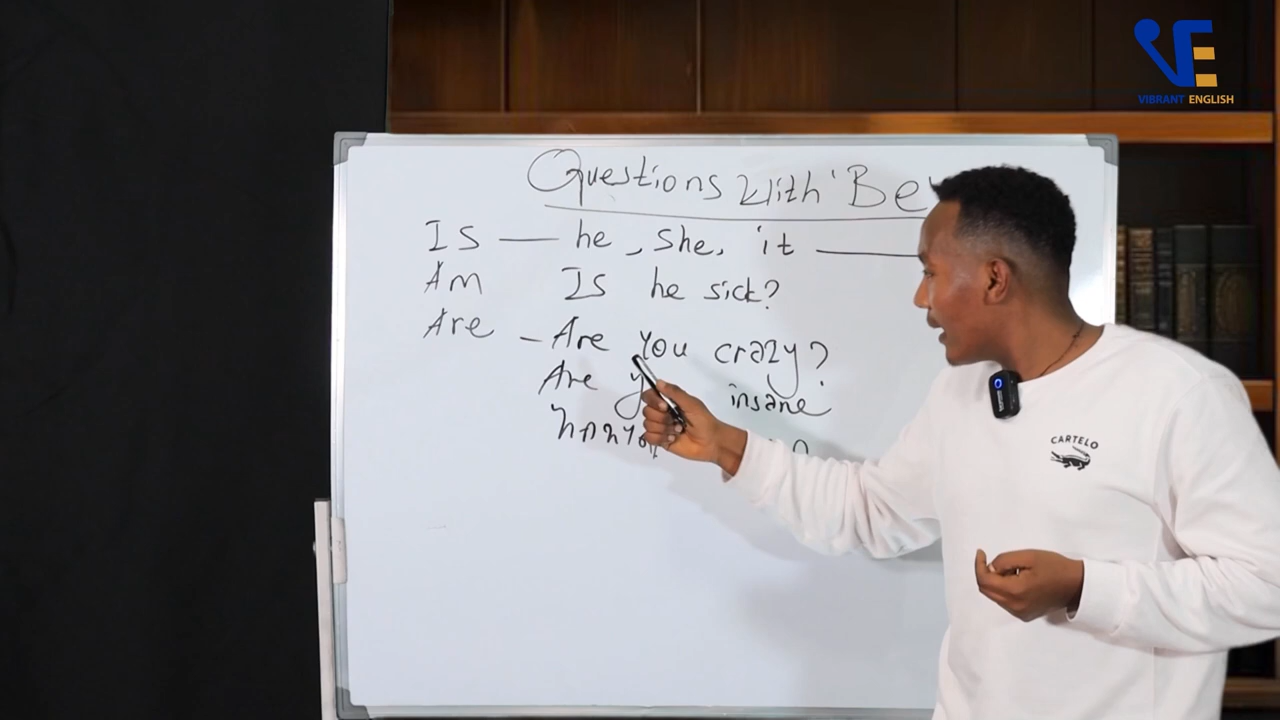 VIBRANT ENGLISH
Questions With 'Be
Is — he, she, it —
Am Is he sick?
Are - Are you crazy?
Are insane
CARTELO